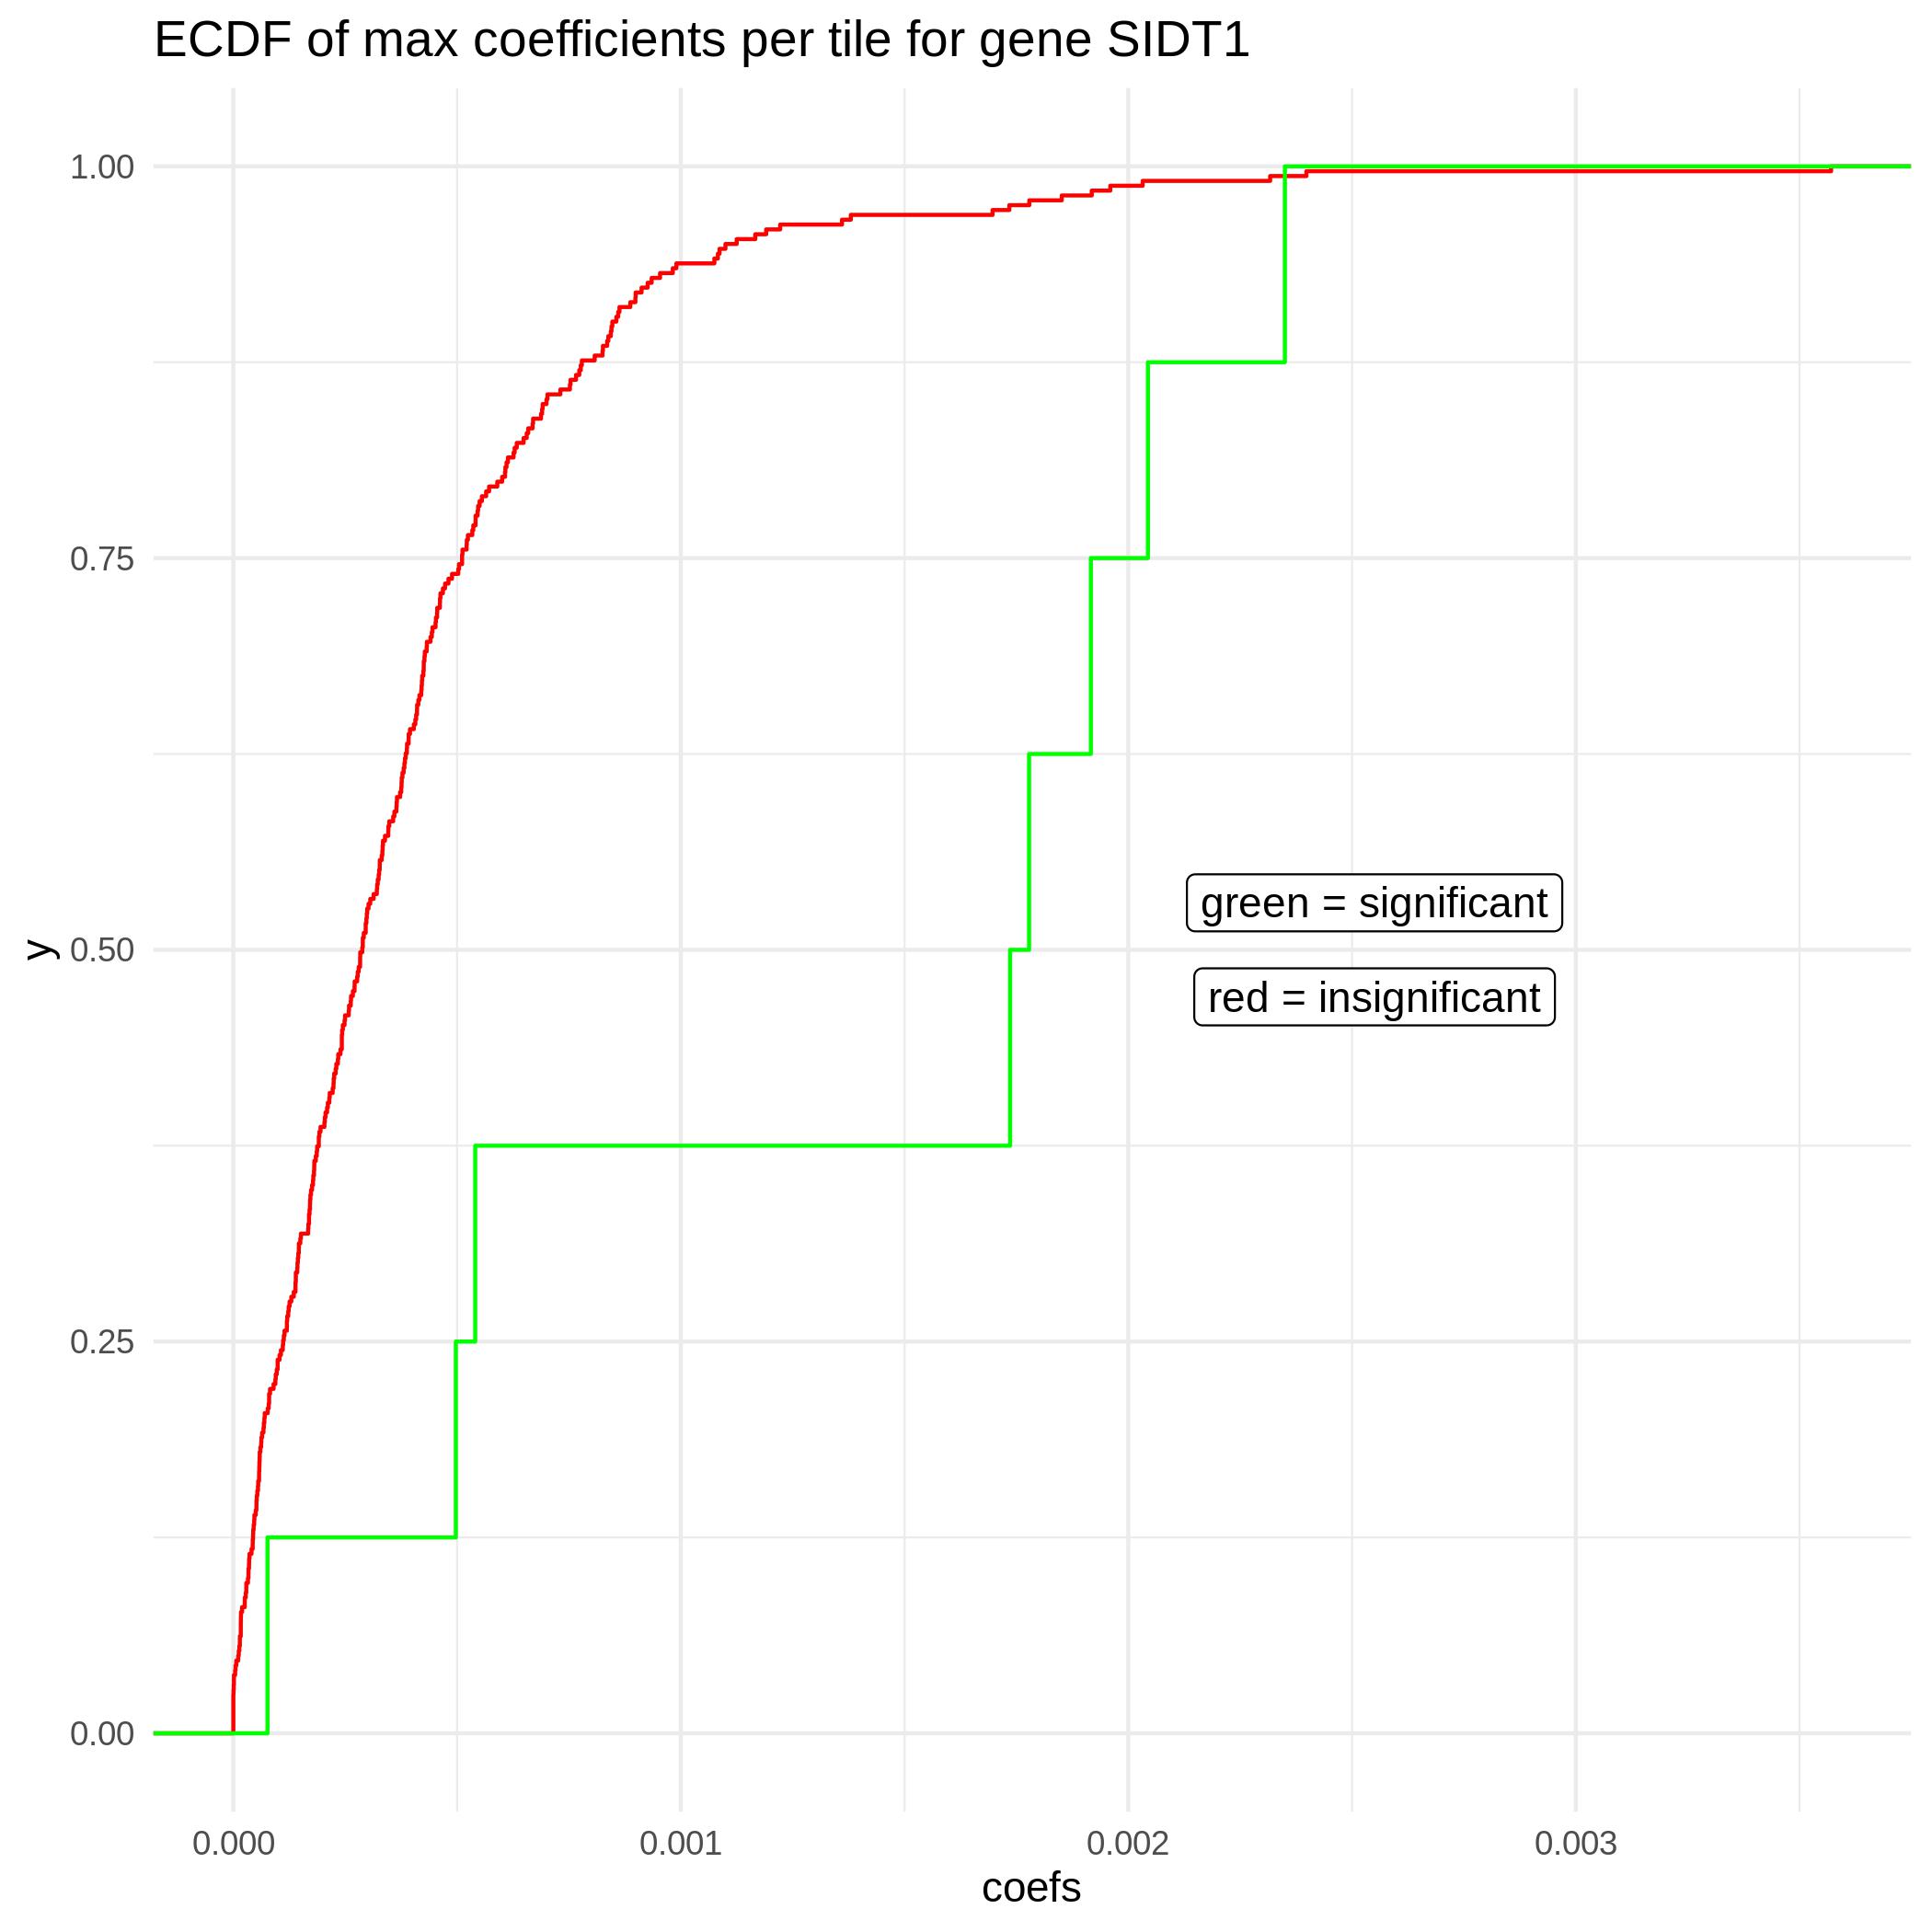 ECDF of max coefficients per tile for gene SIDT1
1.00
0.75
0.50
0.25
0.00
y
green = significant
red = insignificant
0.000
0.001
0.002
0.003
coefs